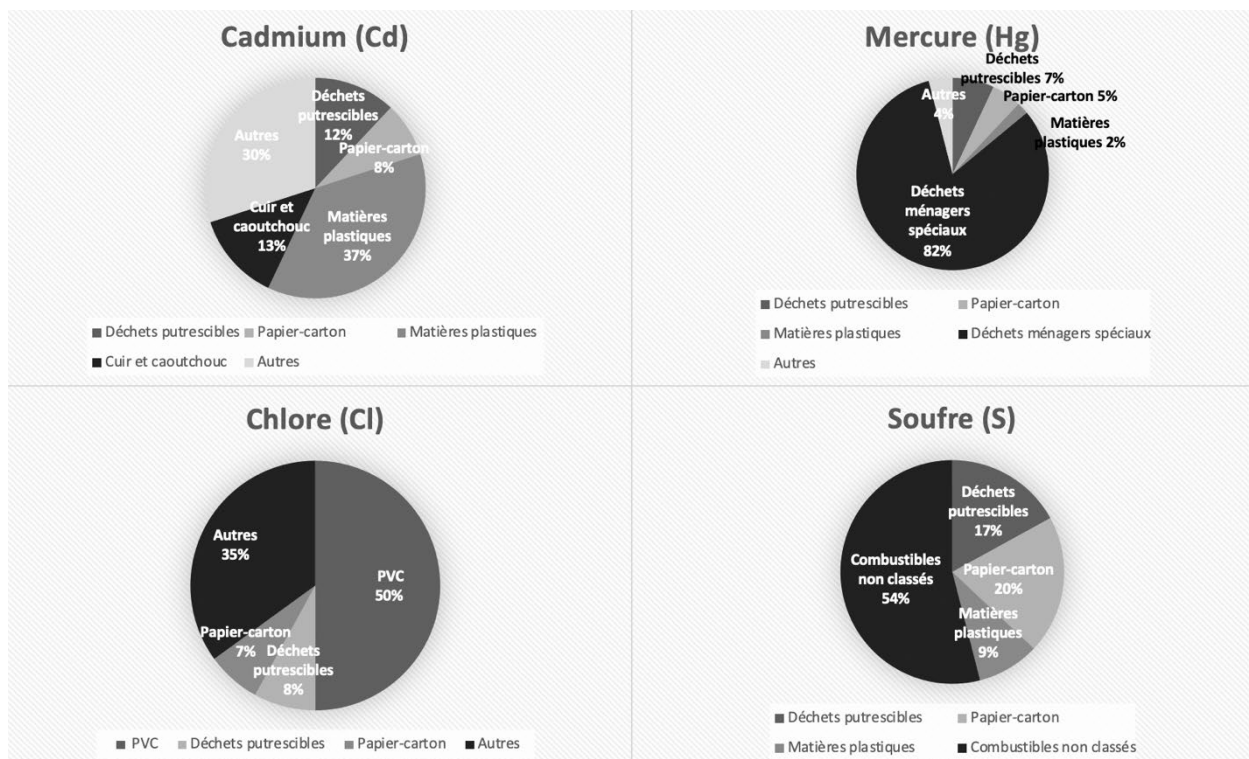 Cadmium (Cd)
Déchets
putrescibles
12%
Papier-carton
8%
Matières
plastiques
37%
Cuir et
caoutchouc
13%
Autres
30%
■ Déchets putrescibles ■ Papier-carton ■ Matières plastiques
■ Cuir et caoutchouc ■ Autres
Mercure (Hg)
Déchets
putrescibles 7%
Papier-carton 5%
Matières
plastiques 2%
Déchets
ménagers
spéciaux
82%
Autres
4%
■ Déchets putrescibles ■ Papier-carton
■ Matières plastiques ■ Déchets ménagers spéciaux
■ Autres
Chlore (Cl)
PVC
50%
Déchets
putrescibles
8%
Papier-carton
7%
Autres
35%
■ PVC ■ Déchets putrescibles ■ Papier-carton ■ Autres
Soufre (S)
Déchets
putrescibles
17%
Papier-carton
20%
Matières
plastiques
9%
Combustibles
non classés
54%
■ Déchets putrescibles ■ Papier-carton
■ Matières plastiques ■ Combustibles non classés